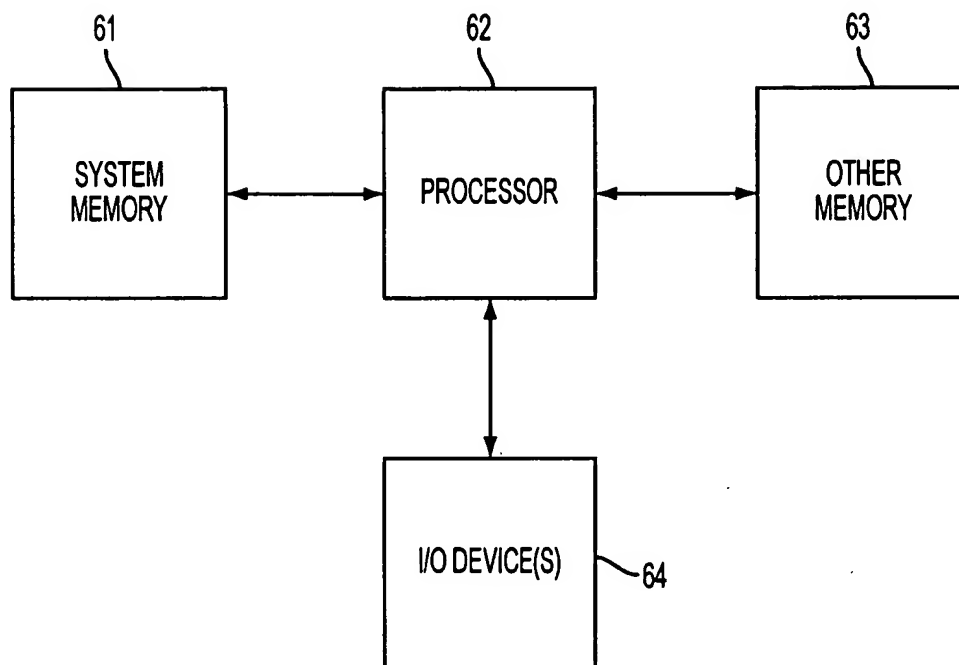 61
62
63
SYSTEM
MEMORY
PROCESSOR
OTHER
MEMORY
I/O DEVICE(S)
64